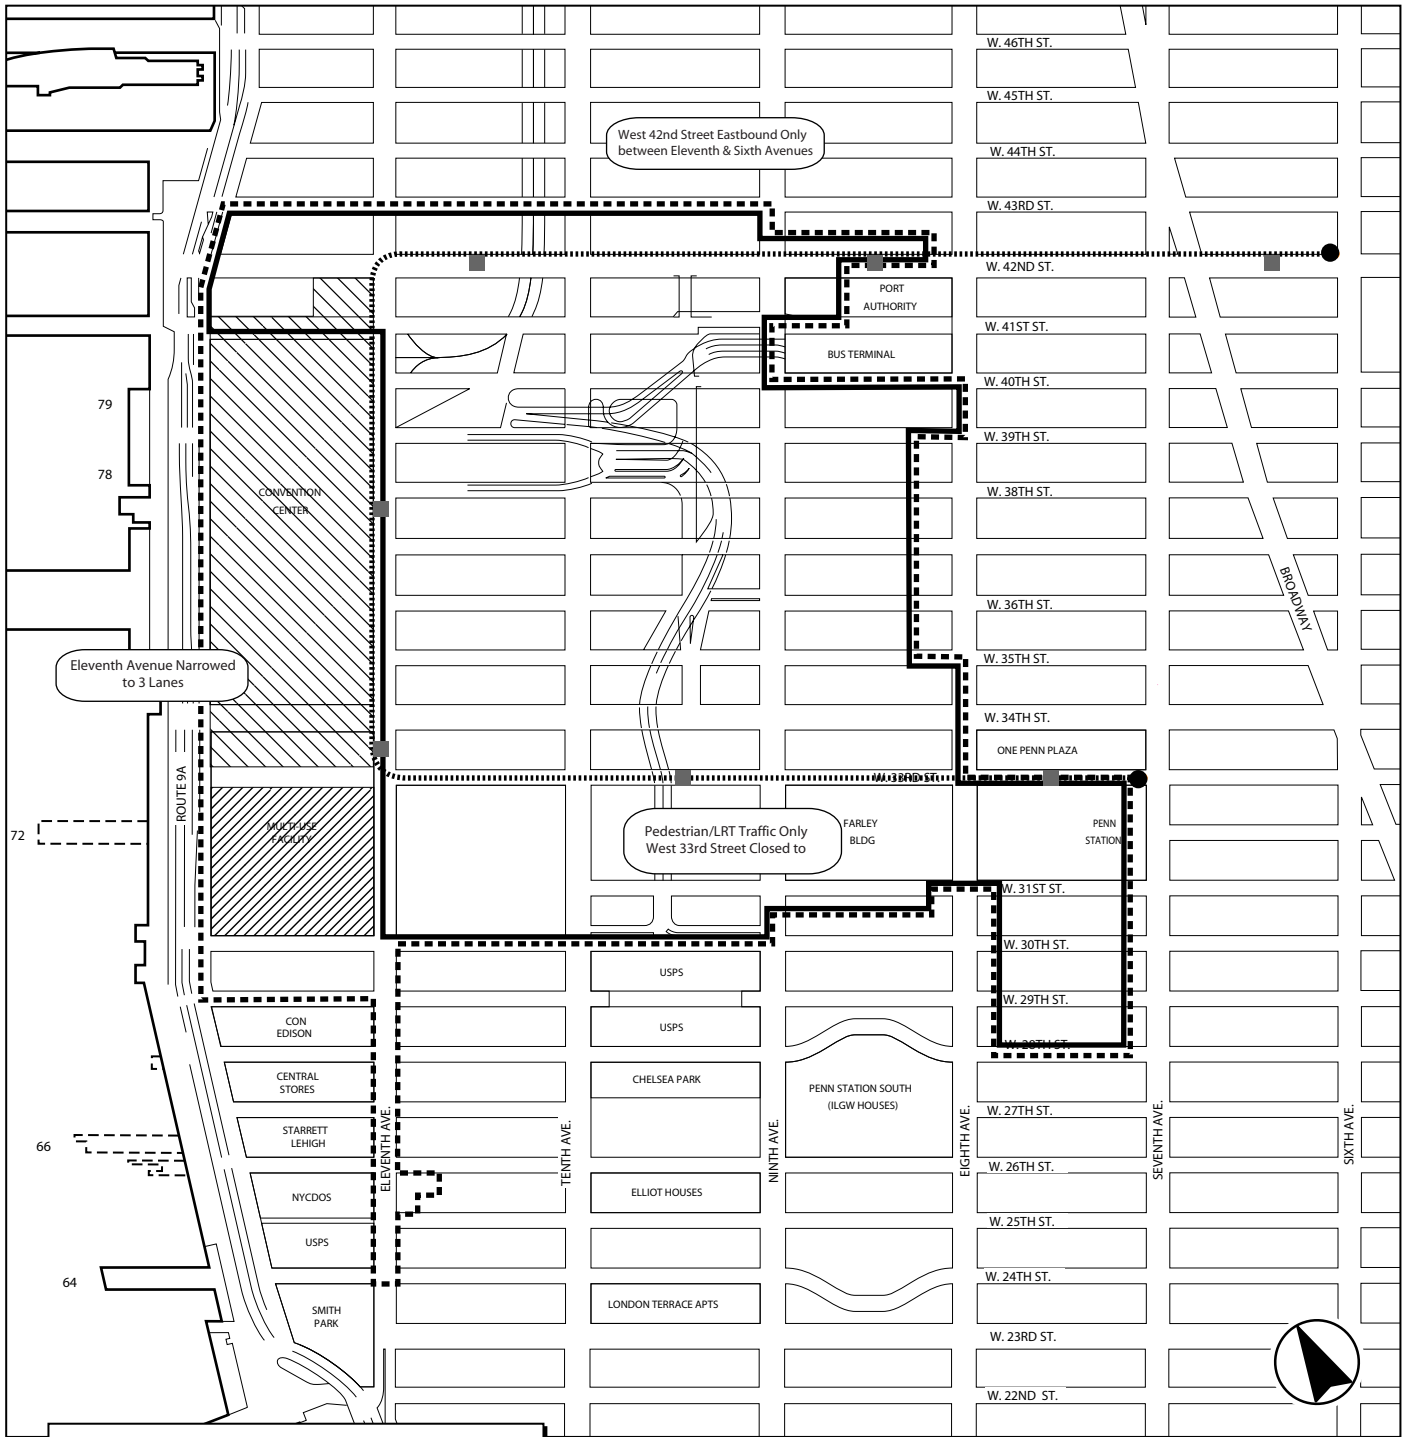 W. 46TH ST.
W. 45TH ST.
West 42nd Street Eastbound Only
between Eleventh & Sixth Avenues
W. 44TH ST.
W. 43RD ST.
W. 42ND ST.
PORT
AUTHORITY
W. 41ST ST.
BUS TERMINAL
W. 40TH ST.
79
W. 39TH ST.
78
CONVENTION
CENTER
W. 38TH ST.
BROADWAY
W. 36TH ST.
W. 35TH ST.
Eleventh Avenue Narrowed
to 3 Lanes
W. 34TH ST.
ONE PENN PLAZA
W. 33RD ST.
ROUTE 9A
72
MULTI-USE
FACILITY
Pedestrian/LRT Traffic Only
West 33rd Street Closed to
FARLEY
BLDG
PENN
STATION
W. 31ST ST.
W. 30TH ST.
USPS
W. 29TH ST.
CON
EDISON
USPS
W. 28TH ST.
CENTRAL
STORES
CHELSEA PARK
PENN STATION SOUTH
(ILGW HOUSES)
W. 27TH ST.
STARRETT
LEHIGH
66
ELEVENTH AVE.
TENTH AVE.
NINTH AVE.
EIGHTH AVE.
SEVENTH AVE.
SIXTH AVE.
W. 26TH ST.
NYCDOS
ELLIOT HOUSES
W. 25TH ST.
USPS
W. 24TH ST.
64
SMITH
PARK
LONDON TERRACE APTS
W. 23RD ST.
W. 22ND ST.